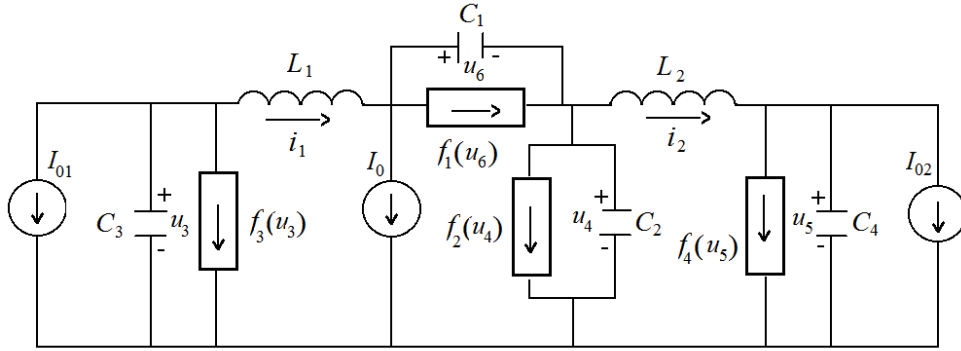 C₁
+ -
u₆
L₁
L₂
i₁
f₁(u₆)
i₂
I₀₁
I₀
I₀₂
+
+
+
C₃
u₃
f₃(u₃)
f₂(u₄)
u₄
C₂
f₄(u₅)
u₅
C₄
-
-
-